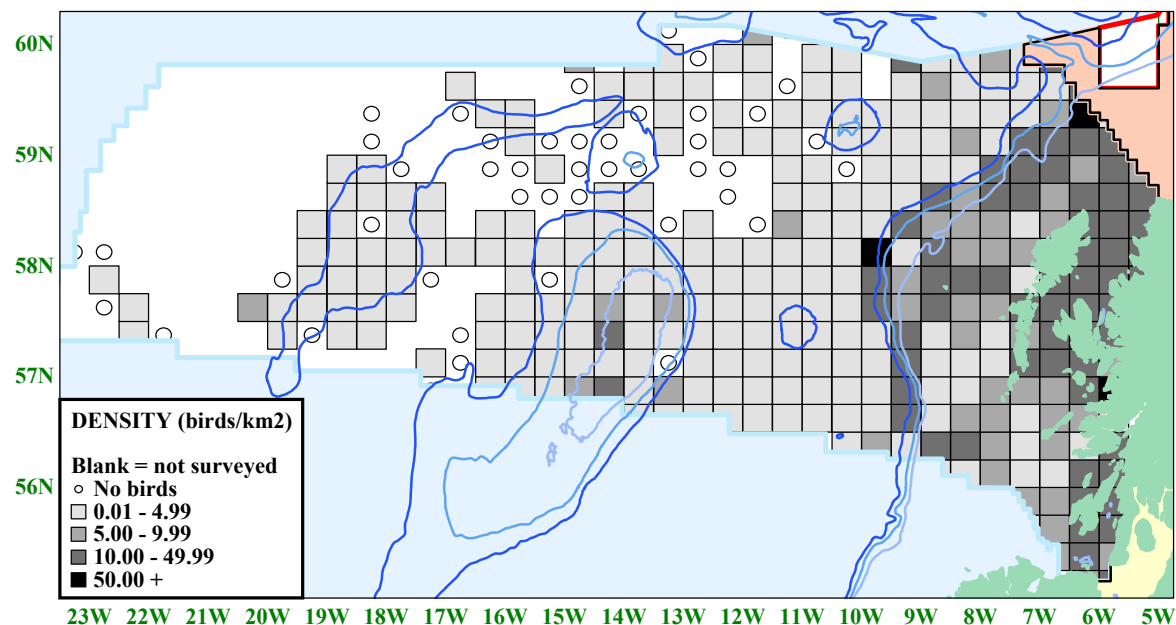 60N
59N
58N
57N
56N
DENSITY (birds/km2)
Blank = not surveyed
No birds
0.01 - 4.99
5.00 - 9.99
10.00 - 49.99
50.00 +
23W 22W 21W 20W 19W 18W 17W 16W 15W 14W 13W 12W 11W 10W 9W 8W 7W 6W 5W